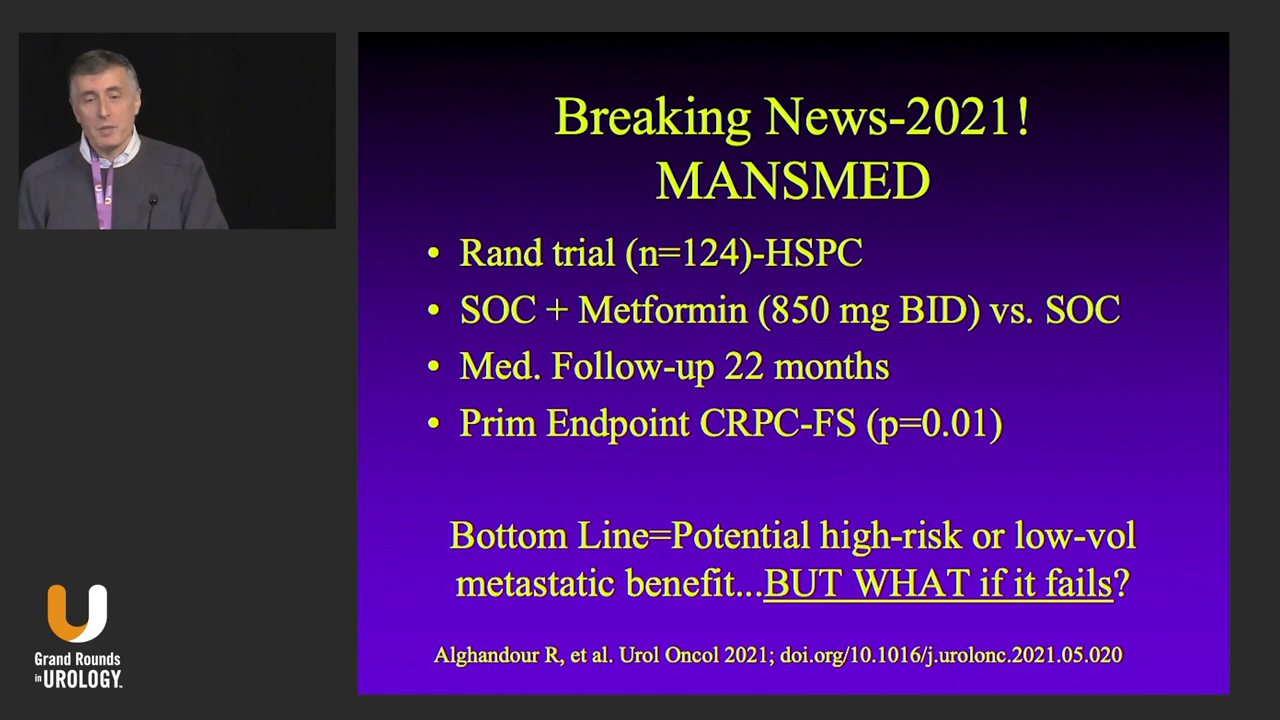 Breaking News-2021!
MANSMED
• Rand trial (n=124)-HSPC
• SOC + Metformin (850 mg BID) vs. SOC
• Med. Follow-up 22 months
• Prim Endpoint CRPC-FS (p=0.01)
Bottom Line=Potential high-risk or low-vol
metastatic benefit...BUT WHAT if it fails?
Alghandour R, et al. Urol Oncol 2021; doi.org/10.1016/j.urolonc.2021.05.020
Grand Rounds
in UROLOGY™